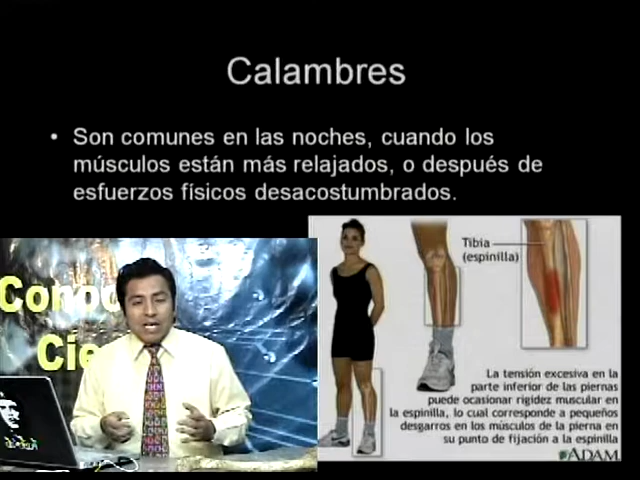 Calambres
• Son comunes en las noches, cuando los
músculos están más relajados, o después de
esfuerzos físicos desacostumbrados.
Tibia
(espinilla)
La tensión excesiva en la
parte inferior de las piernas
puede ocasionar rigidez muscular en
la espinilla, lo cual corresponde a pequeños
desgarros en los músculos de la pierna en
su punto de fijación a la espinilla
ADAM